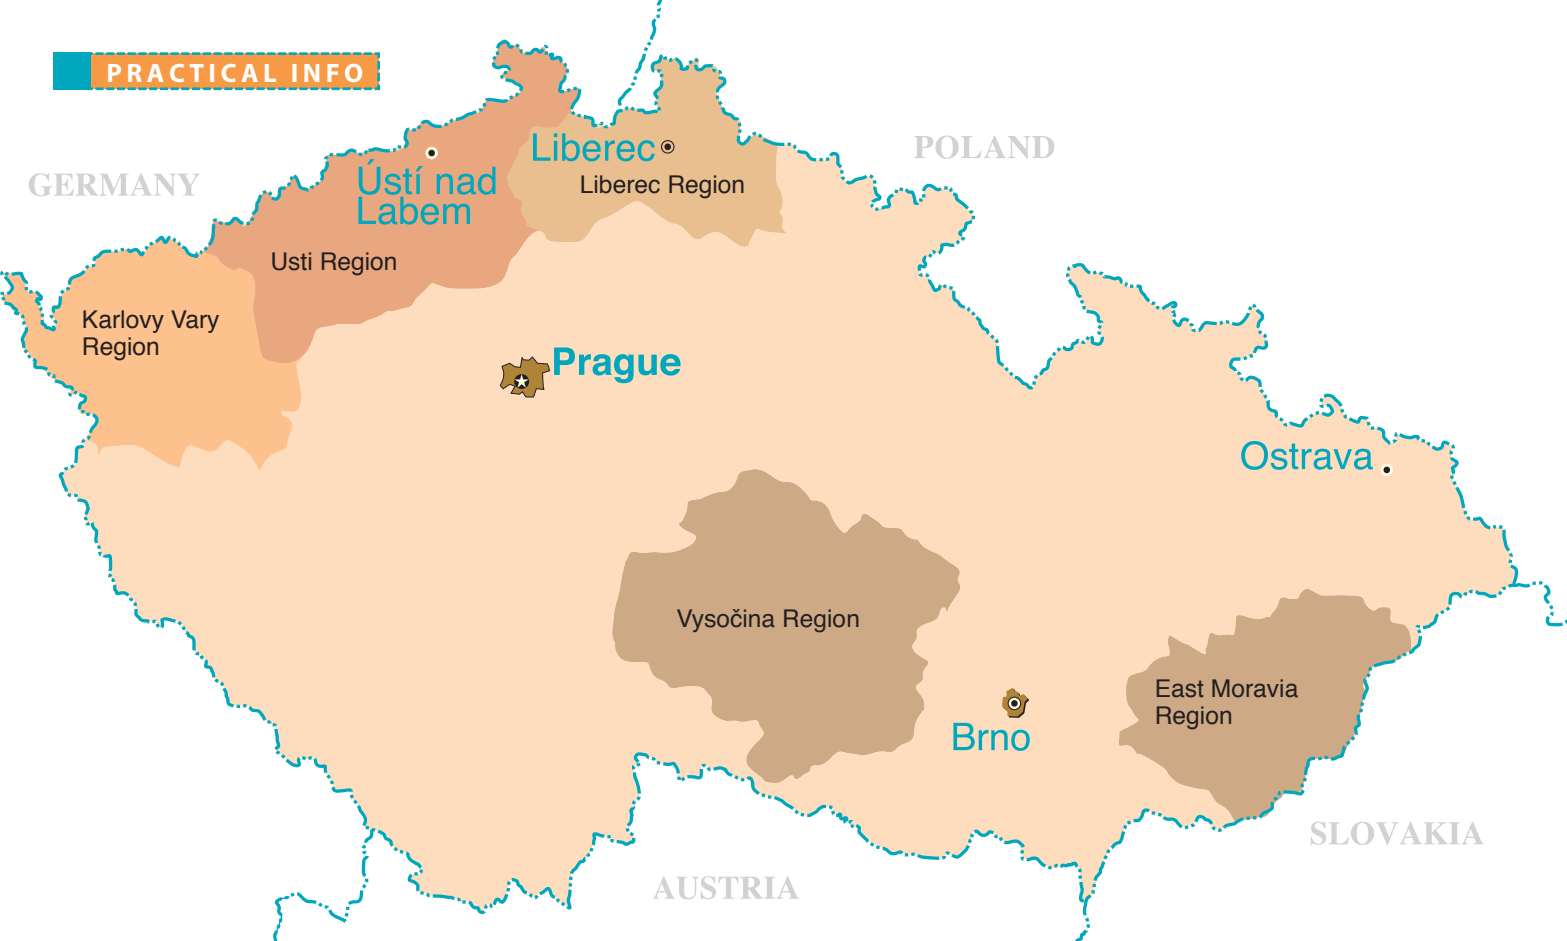 PRACTICAL INFO
POLAND
Liberec
GERMANY
Ústí nad
Labem
Liberec Region
Usti Region
Karlovy Vary
Region
Prague
Ostrava
Vysočina Region
East Moravia
Region
Brno
SLOVAKIA
AUSTRIA